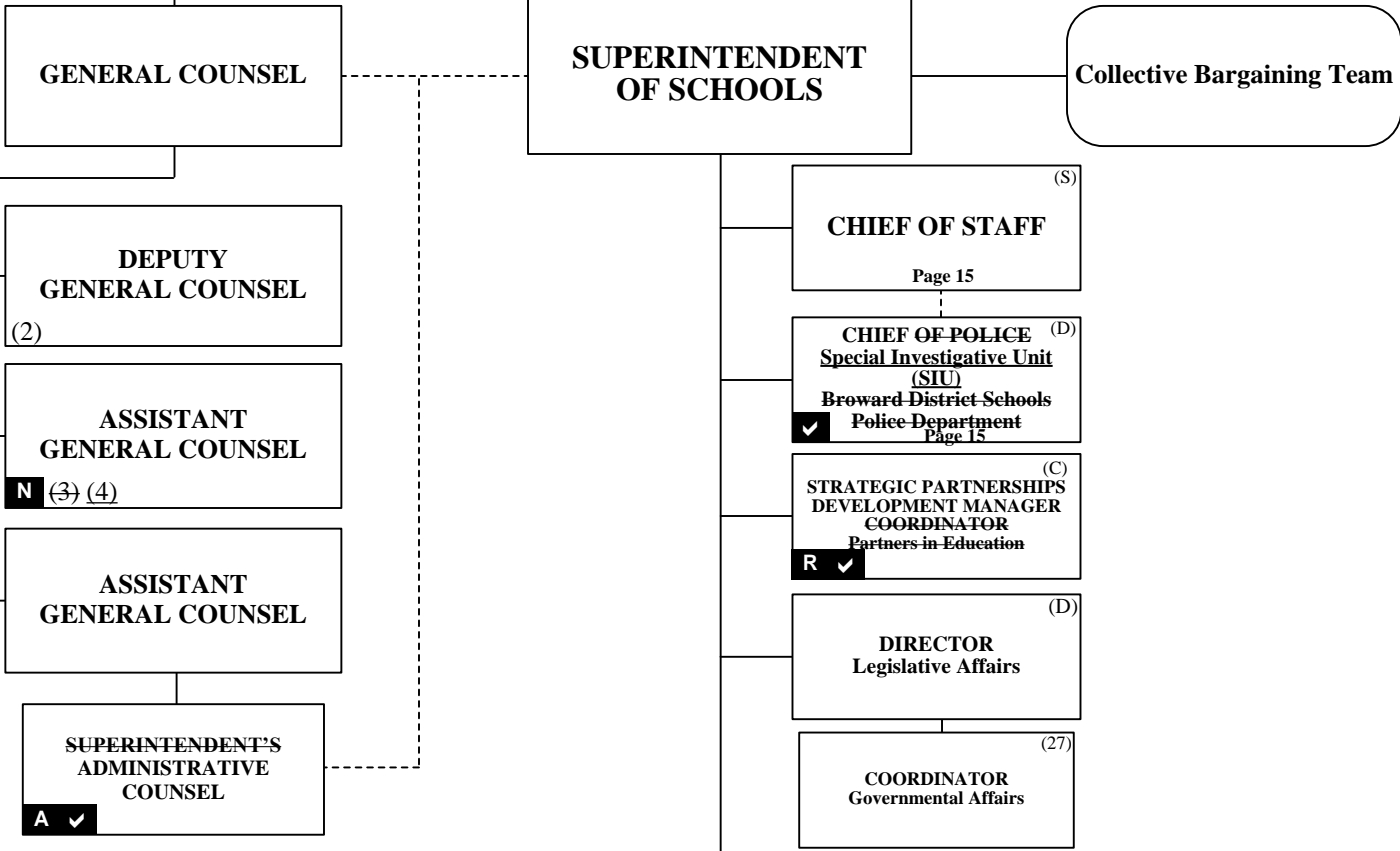 GENERAL COUNSEL
SUPERINTENDENT
OF SCHOOLS
Collective Bargaining Team
DEPUTY
GENERAL COUNSEL
(2)
ASSISTANT
GENERAL COUNSEL
N (3) (4)
ASSISTANT
GENERAL COUNSEL
SUPERINTENDENT'S
ADMINISTRATIVE
COUNSEL
A ✔
(S)
CHIEF OF STAFF
Page 15
CHIEF OF POLICE (D)
Special Investigative Unit
(SIU)
Broward District Schools
Police Department
✔
Page 15
(C)
STRATEGIC PARTNERSHIPS
DEVELOPMENT MANAGER
COORDINATOR
Partners in Education
R ✔
(D)
DIRECTOR
Legislative Affairs
(27)
COORDINATOR
Governmental Affairs